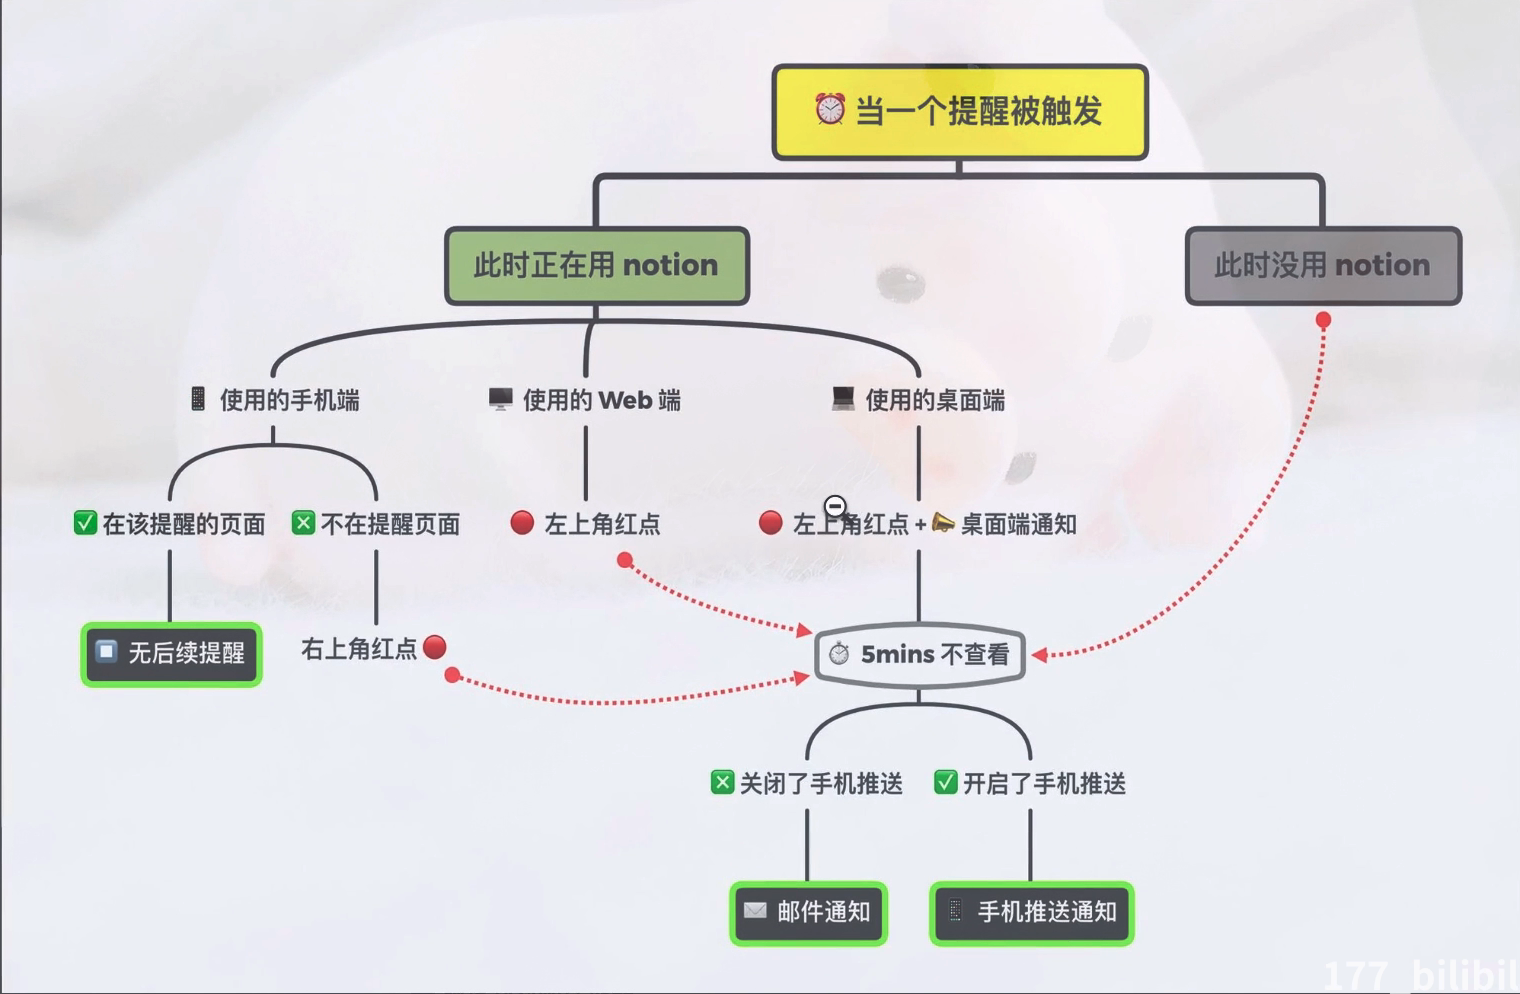 当一个提醒被触发
此时正在用 notion
此时没用 notion
使用的手机端
使用的 Web 端
使用的桌面端
在该提醒的页面
不在提醒页面
左上角红点
左上角红点 + 桌面端通知
无后续提醒
右上角红点
5mins 不查看
关闭了手机推送
开启了手机推送
邮件通知
手机推送通知
177_bilibil